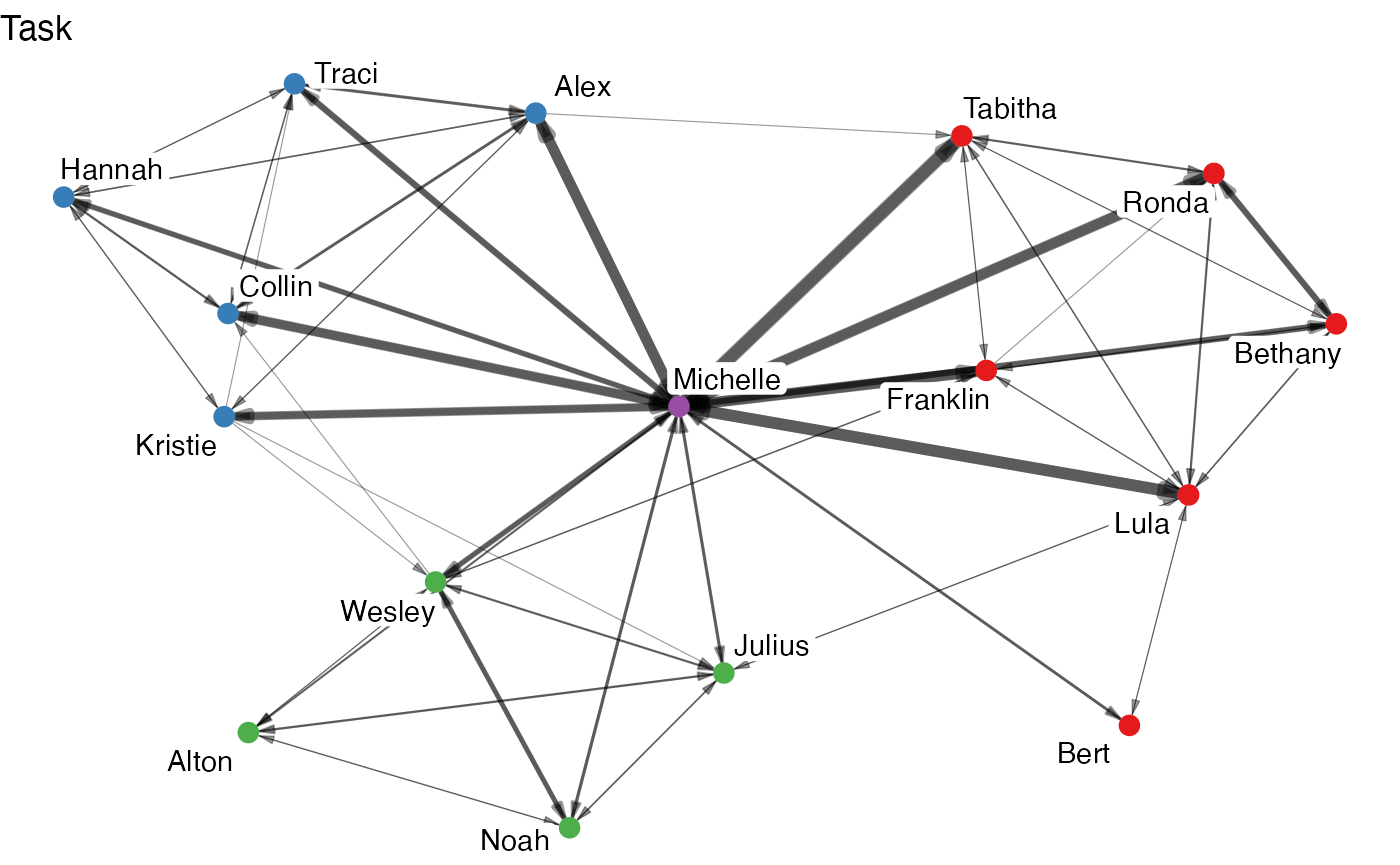 Task
Traci
Alex
Tabitha
Hannah
Ronda
Collin
Bethany
Michelle
Franklin
Kristie
Lula
Wesley
Julius
Alton
Bert
Noah